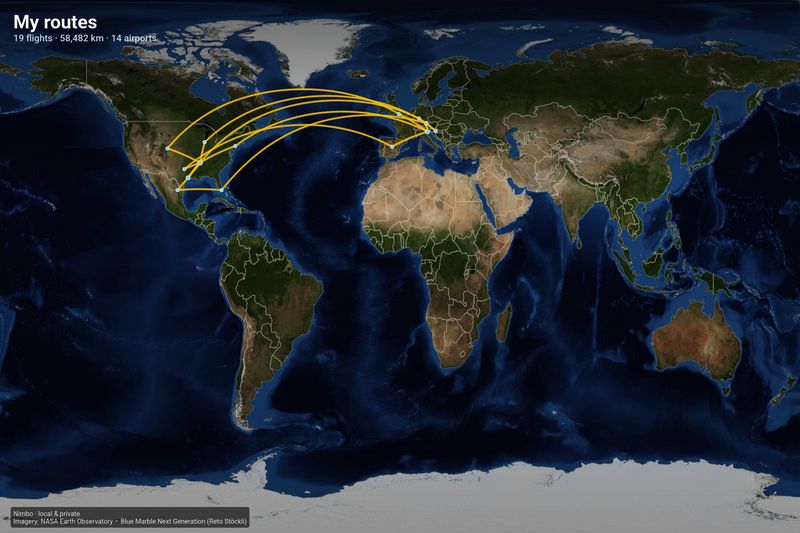 My routes
19 flights · 58,482 km · 14 airports
Nimbo · local & private
Imagery: NASA Earth Observatory – Blue Marble Next Generation (Reto Stöckli)